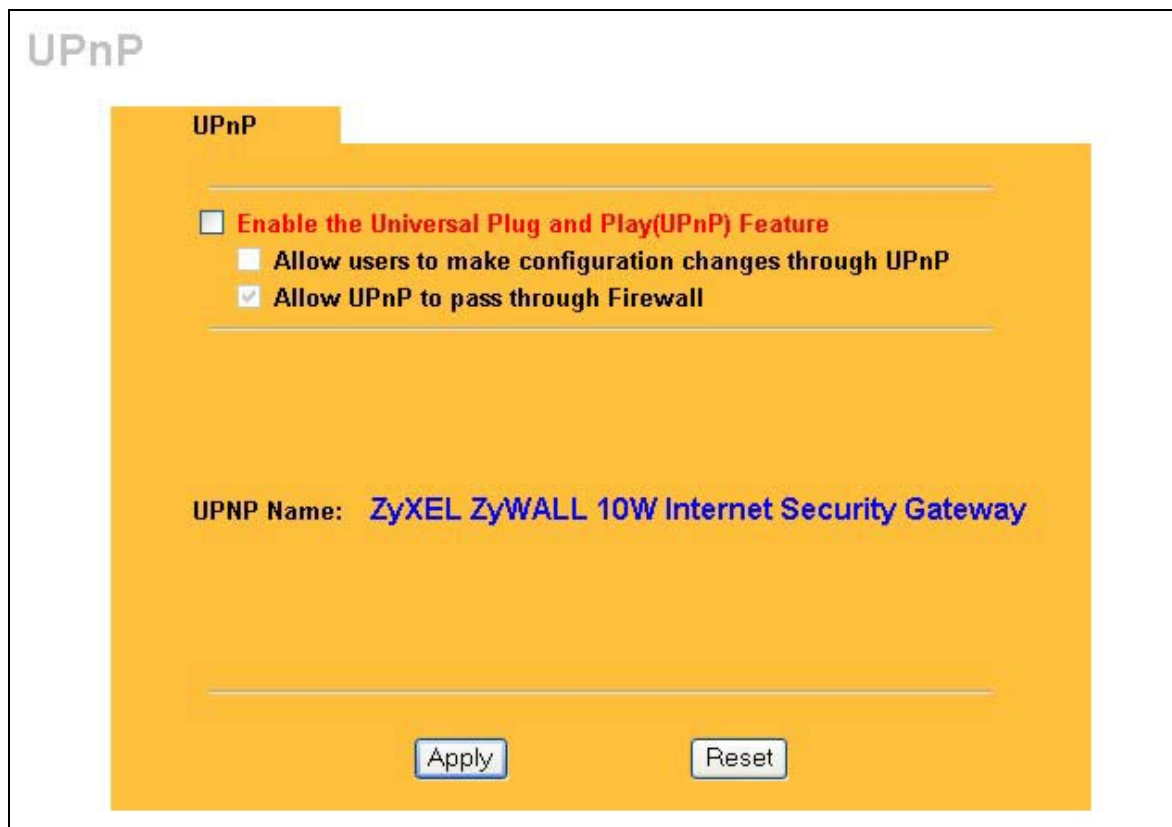 UPnP
UPnP
Enable the Universal Plug and Play(UPnP) Feature
Allow users to make configuration changes through UPnP
Allow UPnP to pass through Firewall
UPNP Name: ZyXEL ZyWALL 10W Internet Security Gateway
Apply Reset